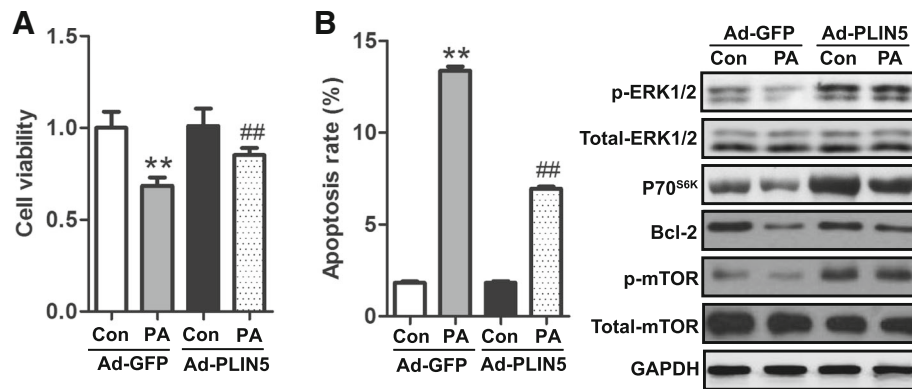 A
Cell viability
1.5
1.0
0.5
0.0
**
##
Con PA Con PA
Ad-GFP Ad-PLIN5
B
Apoptosis rate (%)
15
10
5
0
**
##
Con PA Con PA
Ad-GFP Ad-PLIN5
Ad-GFP Ad-PLIN5
Con PA Con PA
p-ERK1/2
Total-ERK1/2
P70S6K
Bcl-2
p-mTOR
Total-mTOR
GAPDH